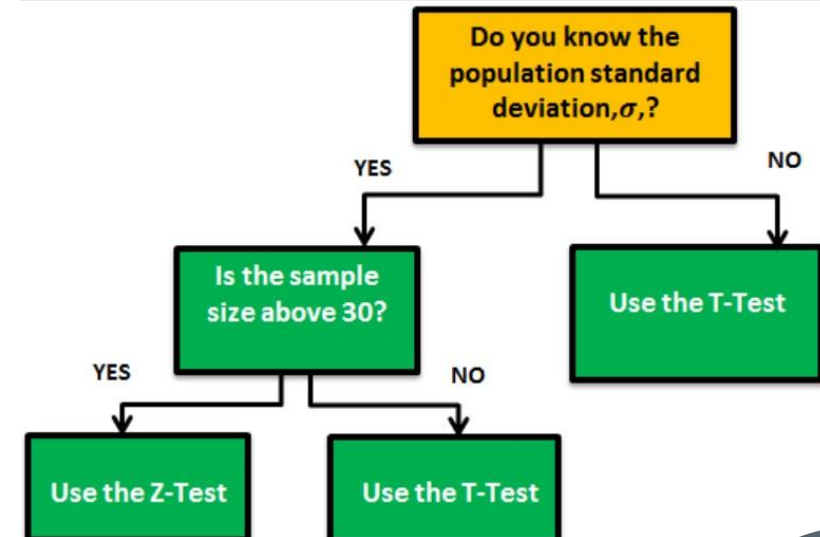 Do you know the
population standard
deviation,σ,?
YES
NO
Is the sample
size above 30?
Use the T-Test
YES
NO
Use the Z-Test
Use the T-Test